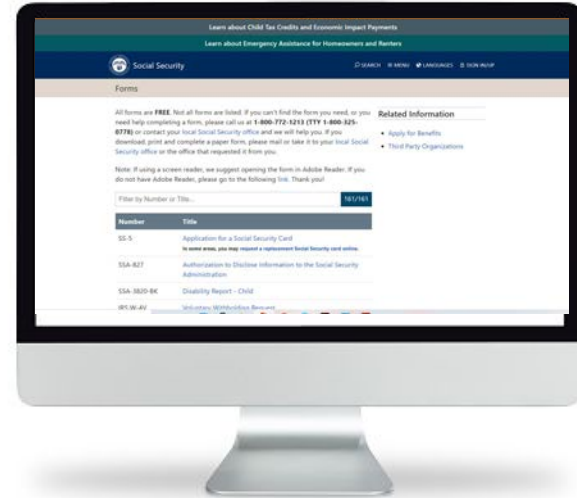 Learn about Child Tax Credits and Economic Impact Payments
Learn about Emergency Assistance for Homeowners and Renters
Social Security
SEARCH MENU LANGUAGES SIGN IN/UP
Forms
All forms are FREE. Not all forms are listed. If you can't find the form you need, or you
need help completing a form, please call us at 1-800-772-1213 (TTY 1-800-325-
0778) or contact your local Social Security office and we will help you. If you
download, print and complete a paper form, please mail or take it to your local Social
Security office or the office that requested it from you.
Note: If using a screen reader, we suggest opening the form in Adobe Reader. If you
do not have Adobe Reader, please go to the following link. Thank you!
Related Information
Apply for Benefits
Third Party Organizations
Filter by Number or Title... 161/161
Number Title
SS-5 Application for a Social Security Card
In some areas, you may request a replacement Social Security card online.
SSA-827 Authorization to Disclose Information to the Social Security
Administration
SSA-3820-BK Disability Report - Child
IRS-W-4V Voluntary Withholding Request